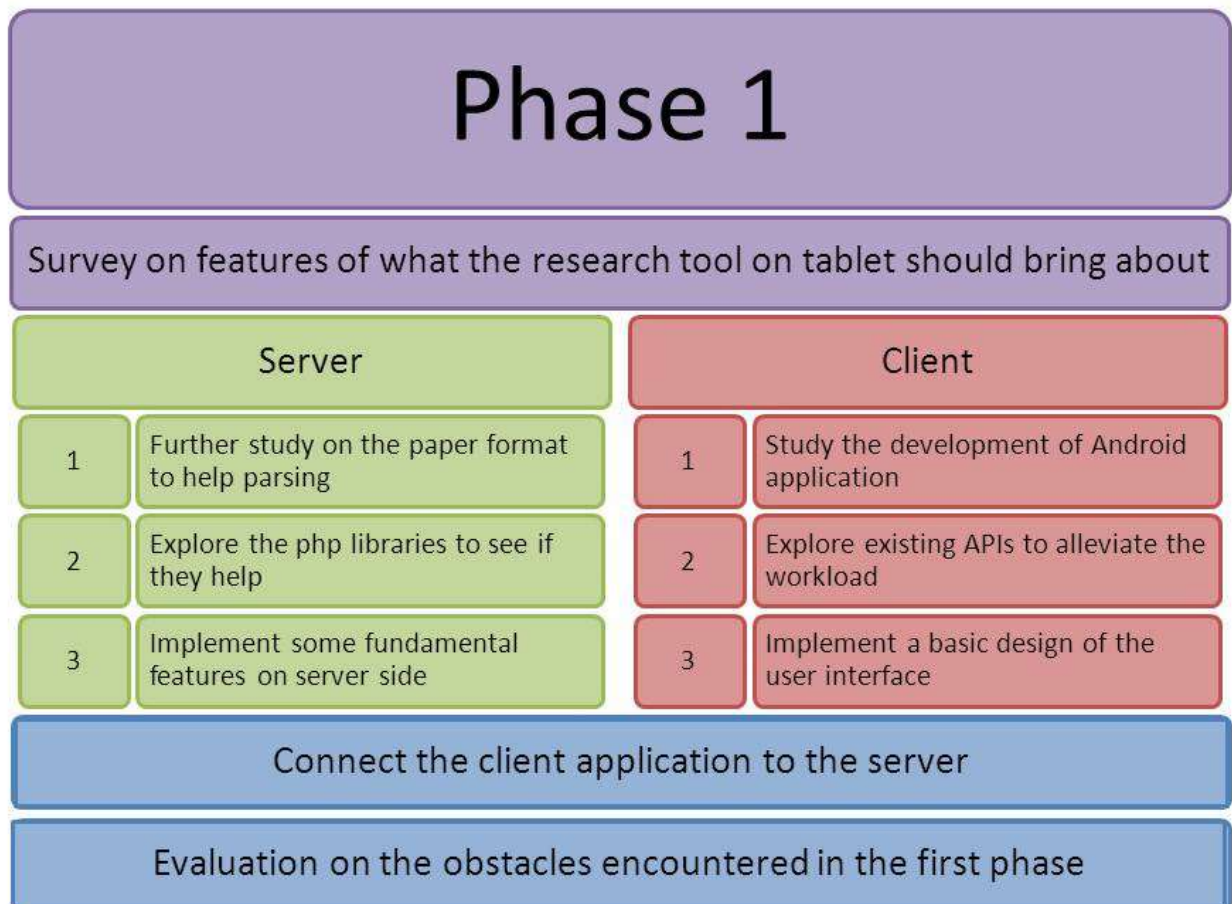 Phase 1
Survey on features of what the research tool on tablet should bring about
Server
1
Further study on the paper format
to help parsing
2
Explore the php libraries to see if
they help
3
Implement some fundamental
features on server side
Client
1
Study the development of Android
application
2
Explore existing APIs to alleviate the
workload
3
Implement a basic design of the
user interface
Connect the client application to the server
Evaluation on the obstacles encountered in the first phase